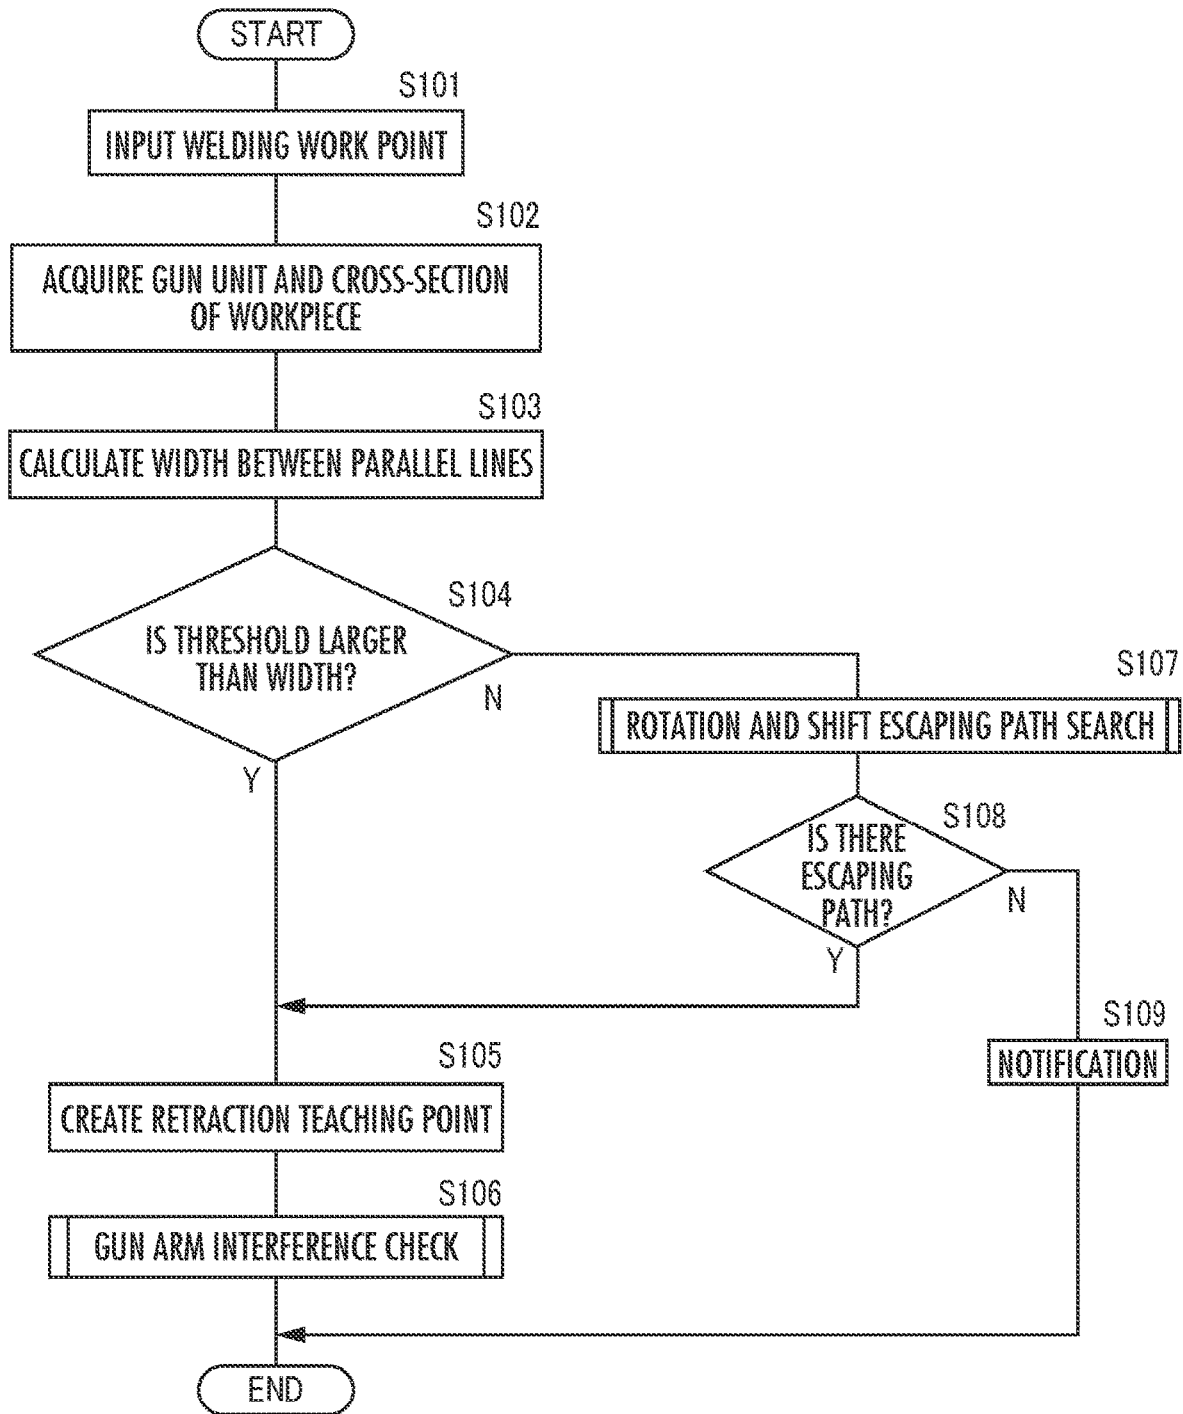 START
S101
INPUT WELDING WORK POINT
S102
ACQUIRE GUN UNIT AND CROSS-SECTION
OF WORKPIECE
S103
CALCULATE WIDTH BETWEEN PARALLEL LINES
S104
IS THRESHOLD LARGER
THAN WIDTH?
N
Y
S107
ROTATION AND SHIFT ESCAPING PATH SEARCH
S108
IS THERE
ESCAPING
PATH?
N
Y
S109
NOTIFICATION
S105
CREATE RETRACTION TEACHING POINT
S106
GUN ARM INTERFERENCE CHECK
END